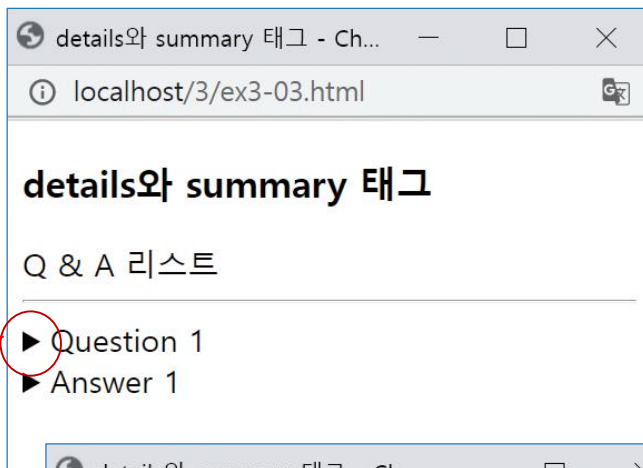 details와 summary 태그 - Ch...
localhost/3/ex3-03.html
details와 summary 태그
Q & A 리스트
▶ Question 1
▶ Answer 1